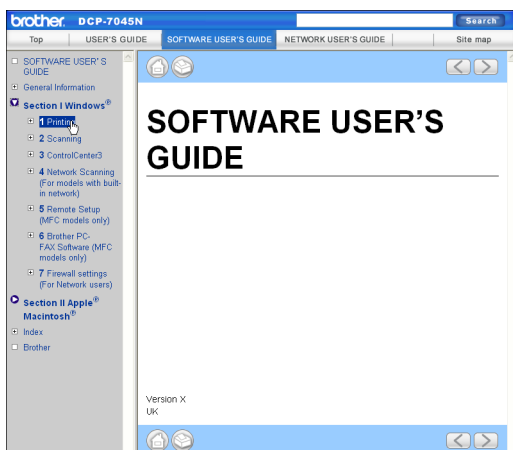 brother. DCP-7045N
Search
Top
USER'S GUIDE
SOFTWARE USER'S GUIDE
NETWORK USER'S GUIDE
Site map
SOFTWARE USER' S
GUIDE
General Information
Section I Windows®
1 Printing
2 Scanning
3 ControlCenter3
4 Network Scanning
(For models with built-
in network)
5 Remote Setup
(MFC models only)
6 Brother PC-
FAX Software (MFC
models only)
7 Firewall settings
(For Network users)
Section II Apple®
Macintosh®
Index
Brother
SOFTWARE USER'S
GUIDE
Version X
UK